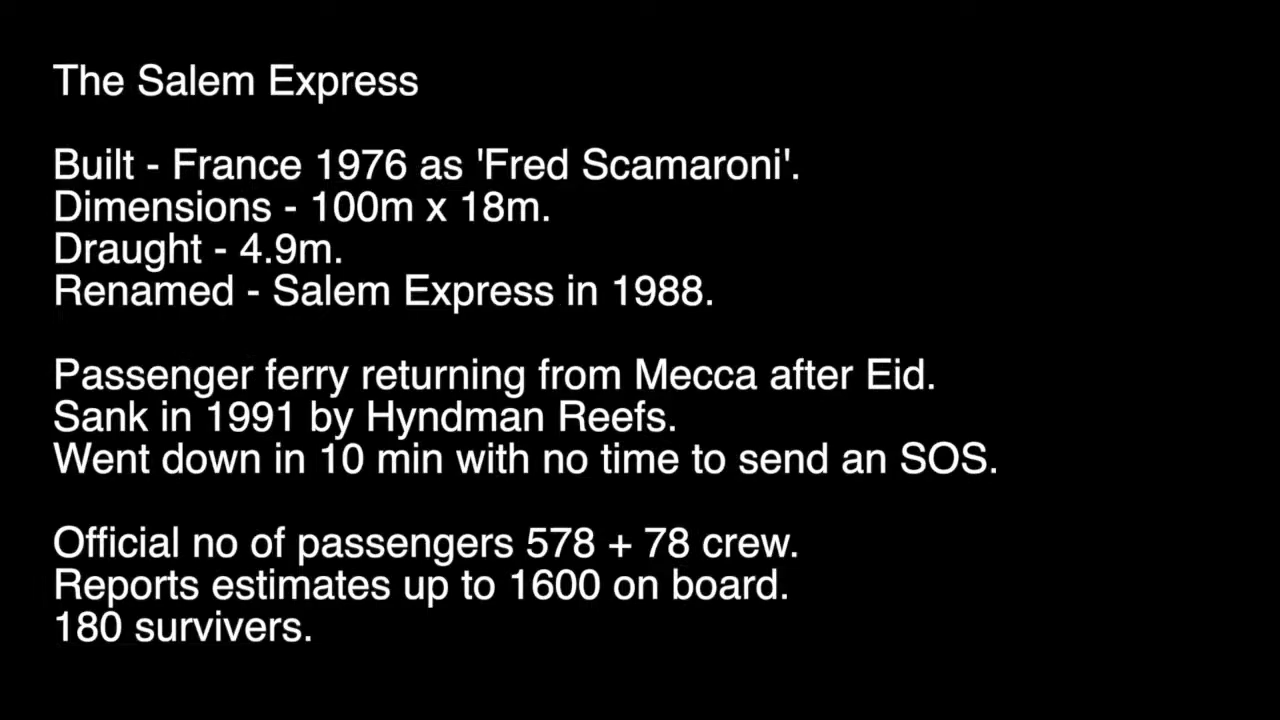 The Salem Express
Built - France 1976 as 'Fred Scamaroni'.
Dimensions - 100m x 18m.
Draught - 4.9m.
Renamed - Salem Express in 1988.
Passenger ferry returning from Mecca after Eid.
Sank in 1991 by Hyndman Reefs.
Went down in 10 min with no time to send an SOS.
Official no of passengers 578 + 78 crew.
Reports estimates up to 1600 on board.
180 survivers.